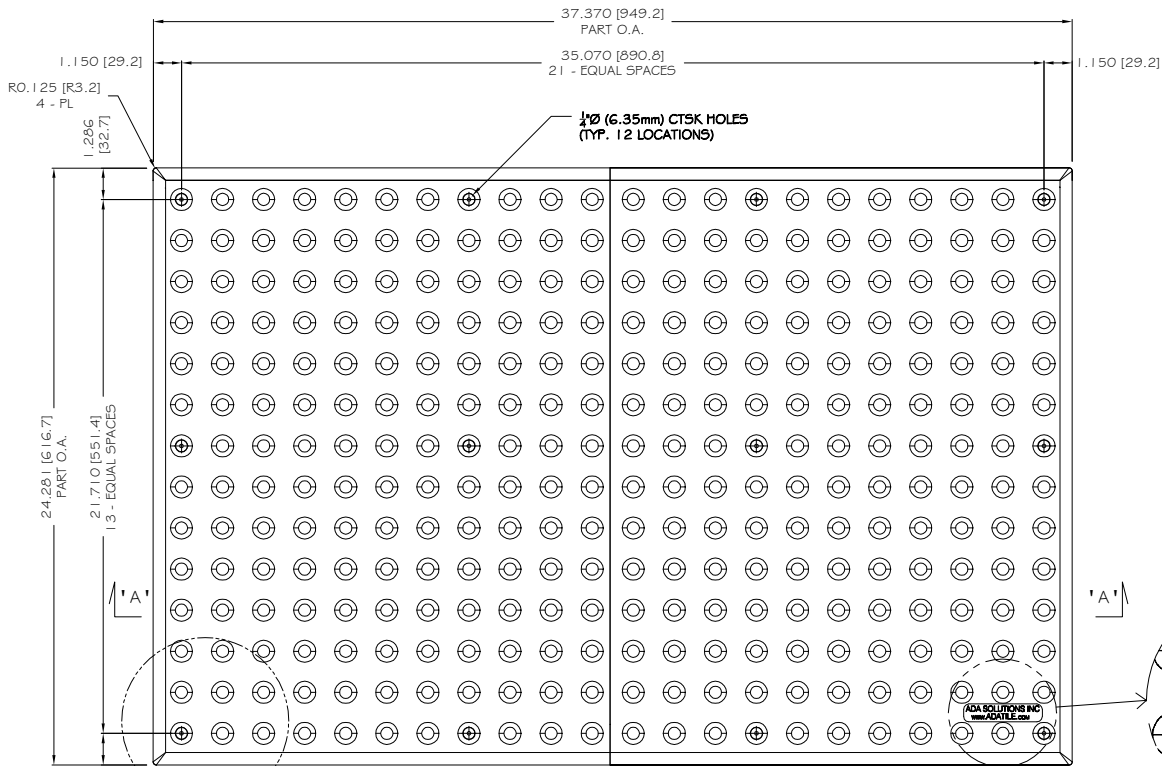 37.370 [949.2]
PART O.A.
35.070 [890.8]
21 - EQUAL SPACES
1.150 [29.2]
1.150 [29.2]
R0.125 [R3.2]
4 - PL
1.286
[32.7]
1/4"Ø (6.35mm) CTSK HOLES
(TYP. 12 LOCATIONS)
24.281 [616.7]
PART O.A.
21.710 [551.4]
13 - EQUAL SPACES
'A'
'A'
ADA SOLUTIONS INC
www.ADATILE.com